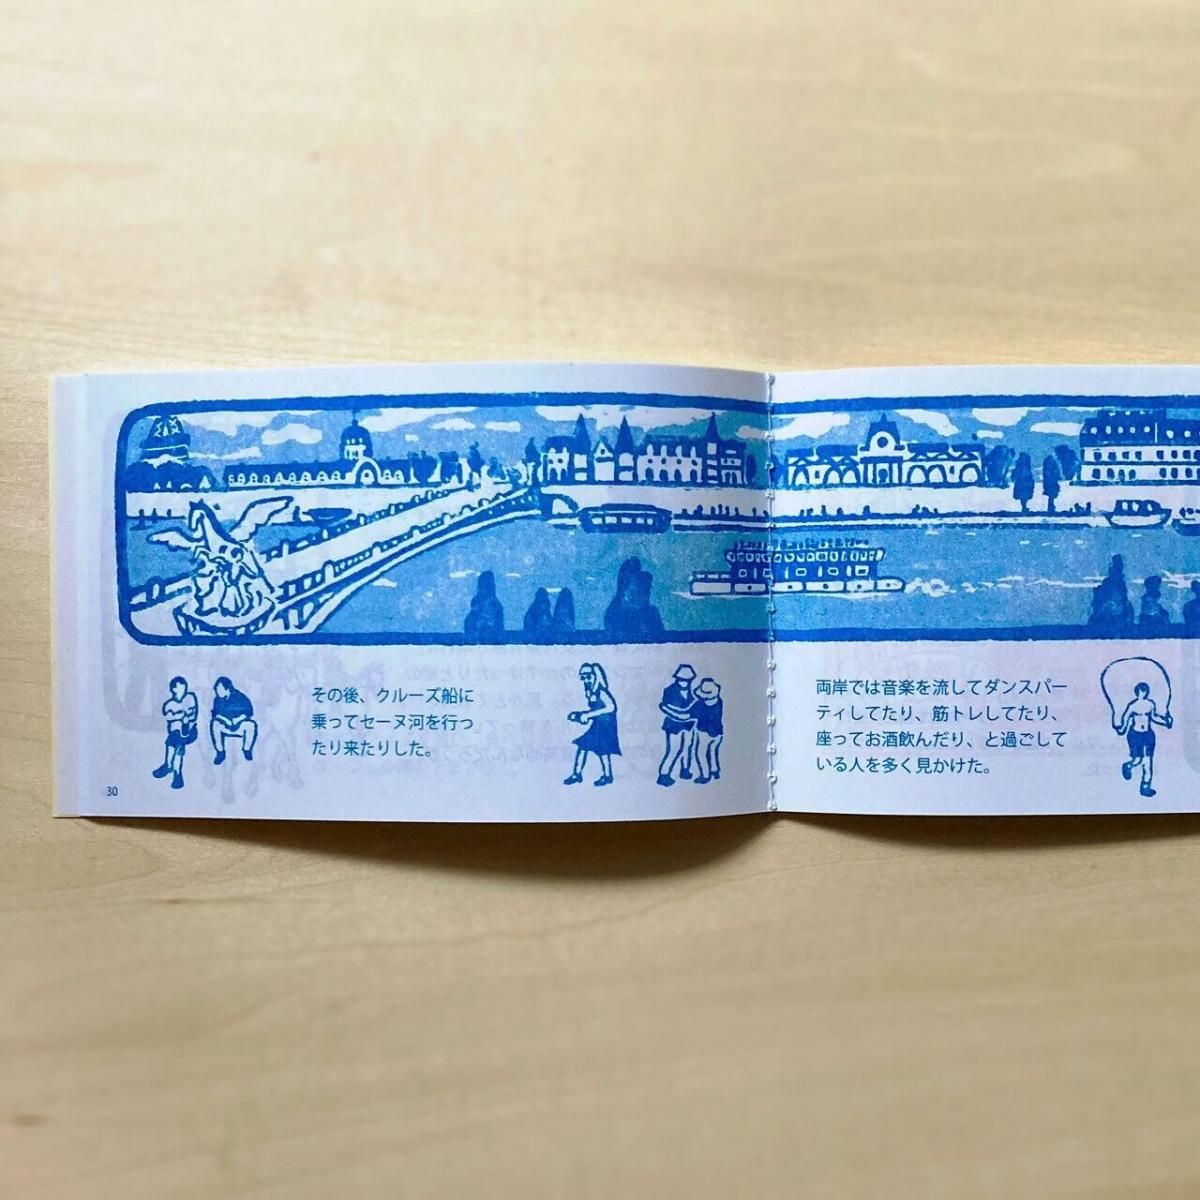 その後、クルーズ船に
乗ってセーヌ河を行っ
たり来たりした。
30
両岸では音楽を流してダンスパー
ティしてたり、筋トレしてたり、
座ってお酒飲んだり、と過ごして
いる人を多く見かけた。